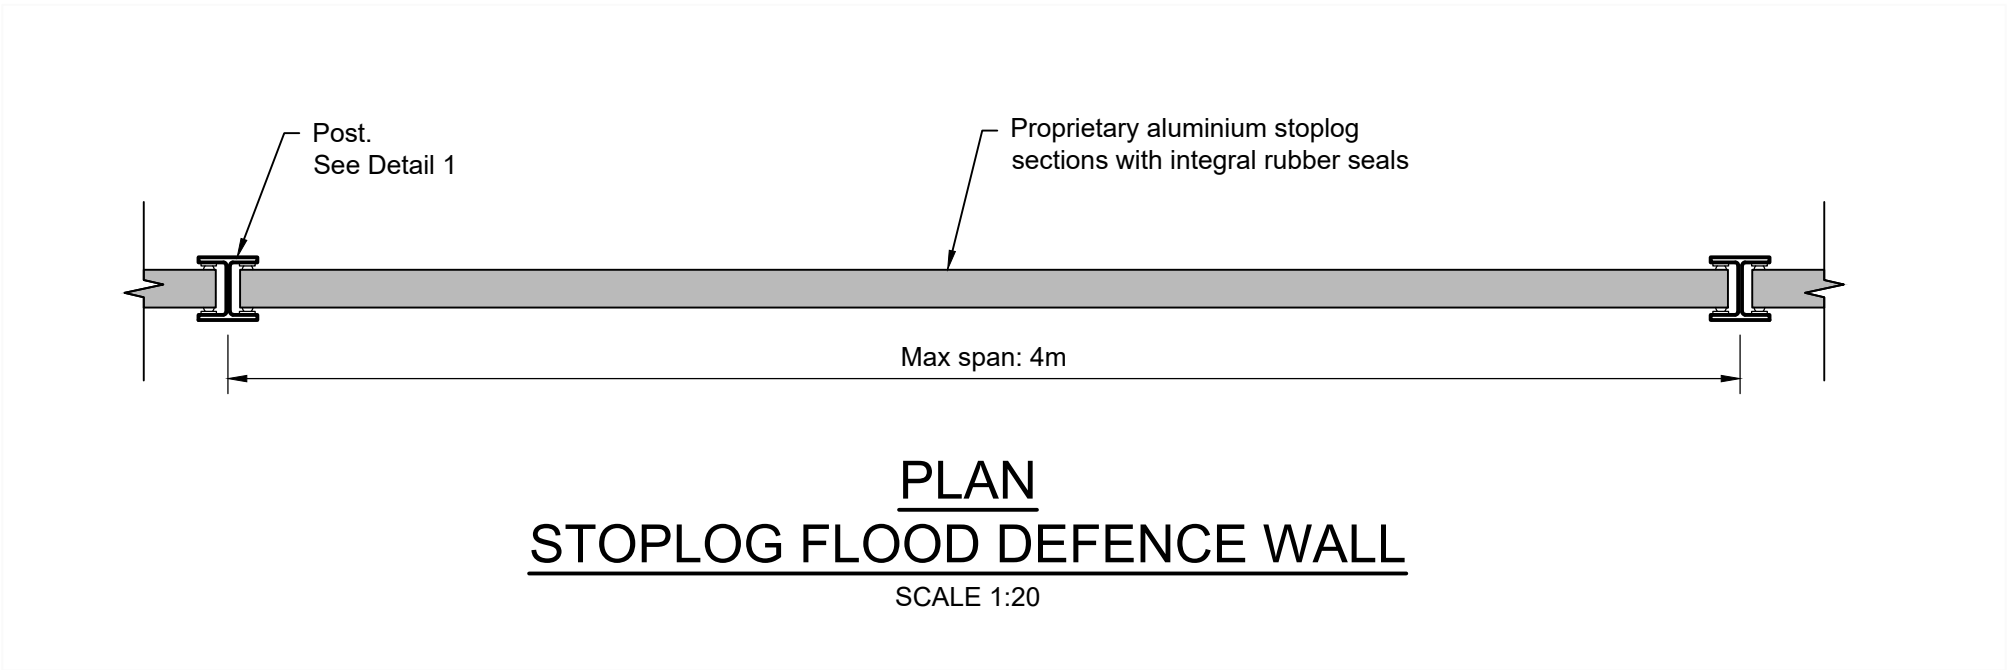 Post.
See Detail 1
Proprietary aluminium stoplog
sections with integral rubber seals
Max span: 4m
PLAN
STOPLOG FLOOD DEFENCE WALL
SCALE 1:20